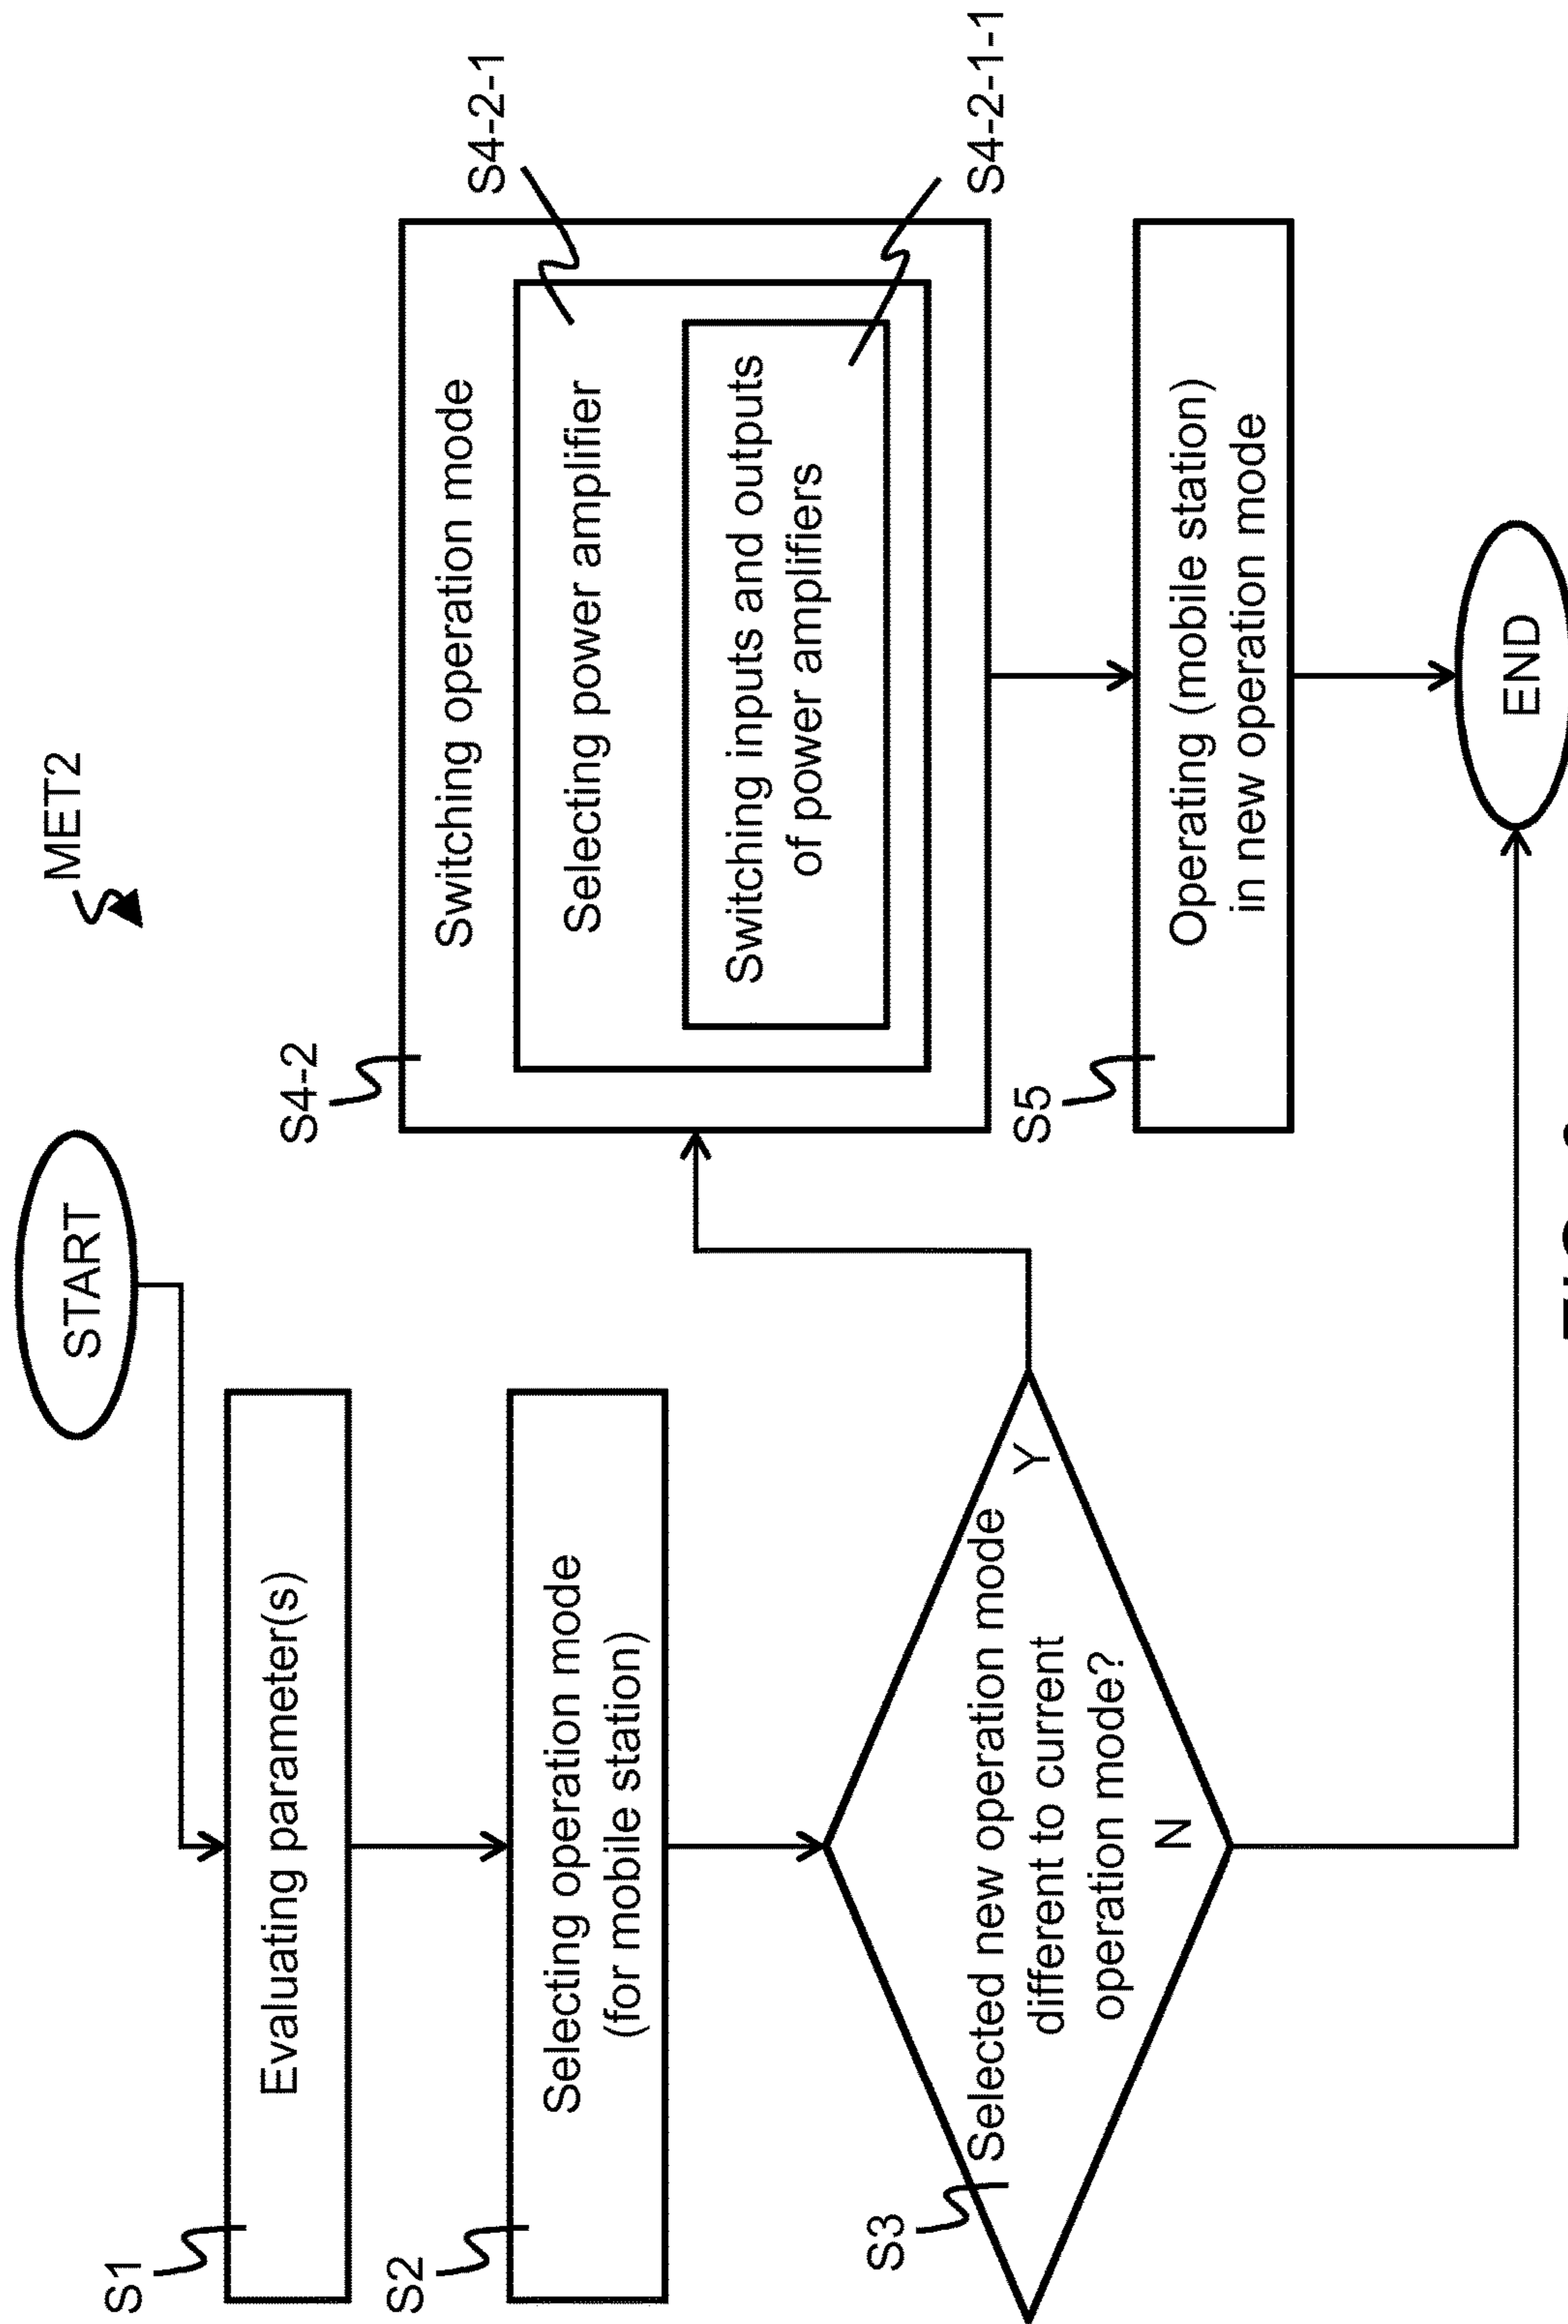 MET2
START
S1
Evaluating parameter(s)
S2
Selecting operation mode
(for mobile station)
S3
Selected new operation mode
different to current
operation mode?
Y
N
S4-2
Switching operation mode
S4-2-1
Selecting power amplifier
S4-2-1-1
Switching inputs and outputs
of power amplifiers
S5
Operating (mobile station)
in new operation mode
END